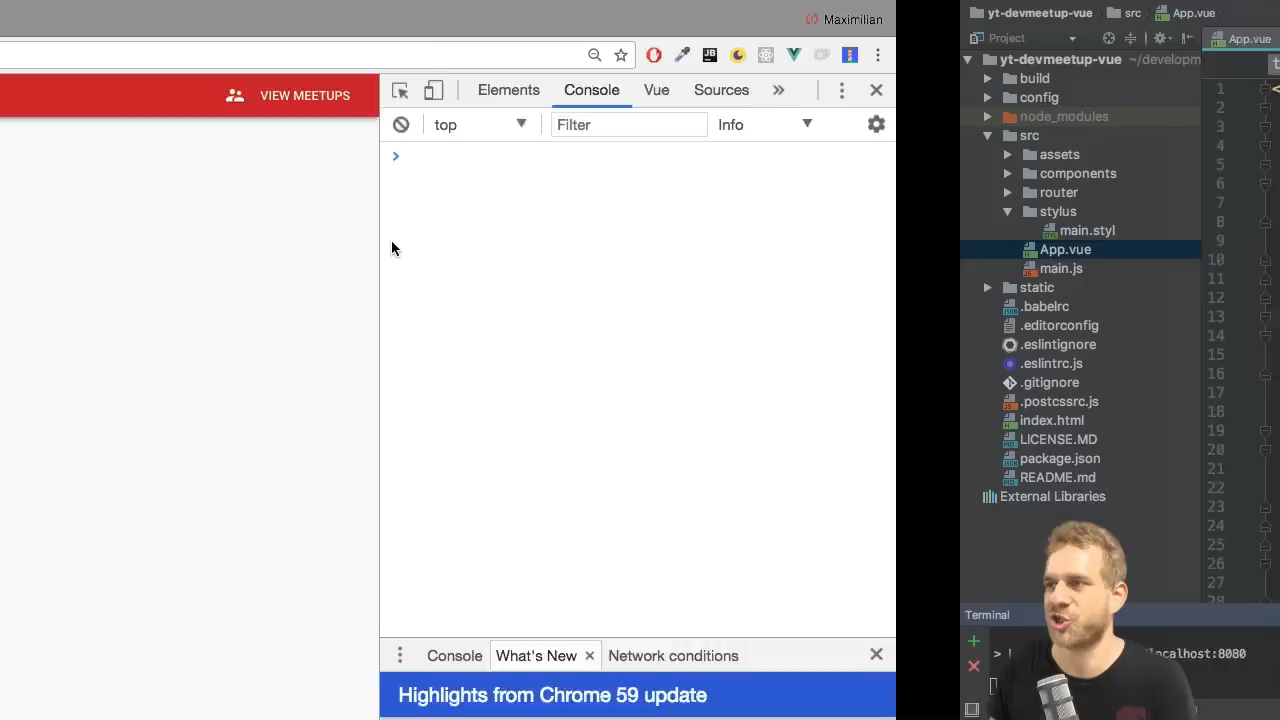 Maximilian
VIEW MEETUPS
Elements Console Vue Sources »
top Filter Info
>
Console What's New × Network conditions
Highlights from Chrome 59 update
yt-devmeetup-vue src App.vue
Project App.vue
yt-devmeetup-vue ~/developm
build
config
node_modules
src
assets
components
router
stylus
main.styl
App.vue
main.js
static
.babelrc
.editorconfig
.eslintignore
.eslintrc.js
.gitignore
.postcssrc.js
index.html
LICENSE.MD
package.json
README.md
External Libraries
1
2
3
4
5
6
7
8
9
10
11
12
13
14
15
16
17
18
19
20
21
22
23
24
25
26
27
28
Terminal
> localhost:8080